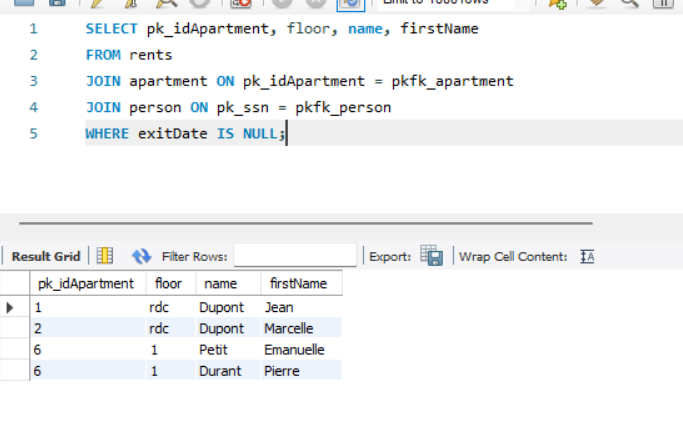 1 SELECT pk_idApartment, floor, name, firstName
2 FROM rents
3 JOIN apartment ON pk_idApartment = pkfk_apartment
4 JOIN person ON pk_ssn = pkfk_person
5 WHERE exitDate IS NULL;
Result Grid Filter Rows: Export: Wrap Cell Content: IA
pk_idApartment floor name firstName
1 rdc Dupont Jean
2 rdc Dupont Marcelle
6 1 Petit Emanuelle
6 1 Durant Pierre